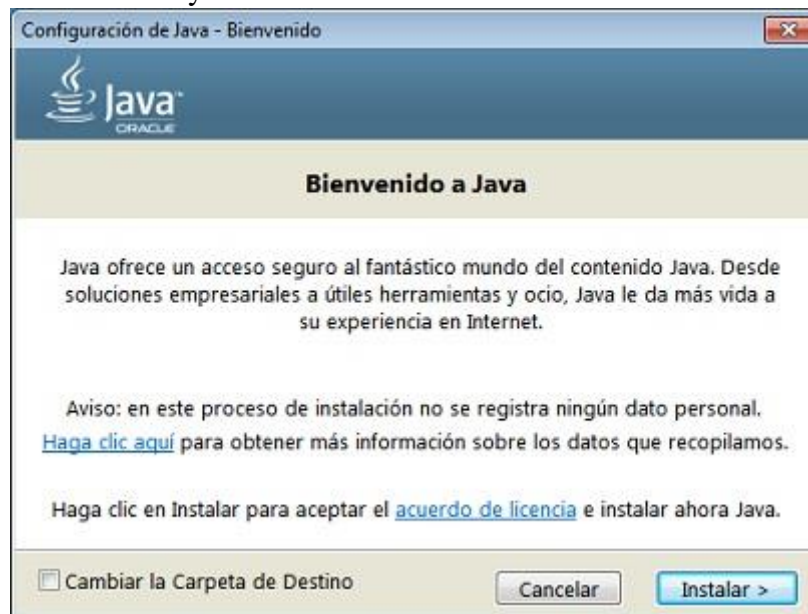 Configuración de Java - Bienvenido
Java™
ORACLE
Bienvenido a Java
Java ofrece un acceso seguro al fantástico mundo del contenido Java. Desde
soluciones empresariales a útiles herramientas y ocio, Java le da más vida a
su experiencia en Internet.
Aviso: en este proceso de instalación no se registra ningún dato personal.
Haga clic aquí para obtener más información sobre los datos que recopilamos.
Haga clic en Instalar para aceptar el acuerdo de licencia e instalar ahora Java.
Cambiar la Carpeta de Destino
Cancelar
Instalar >